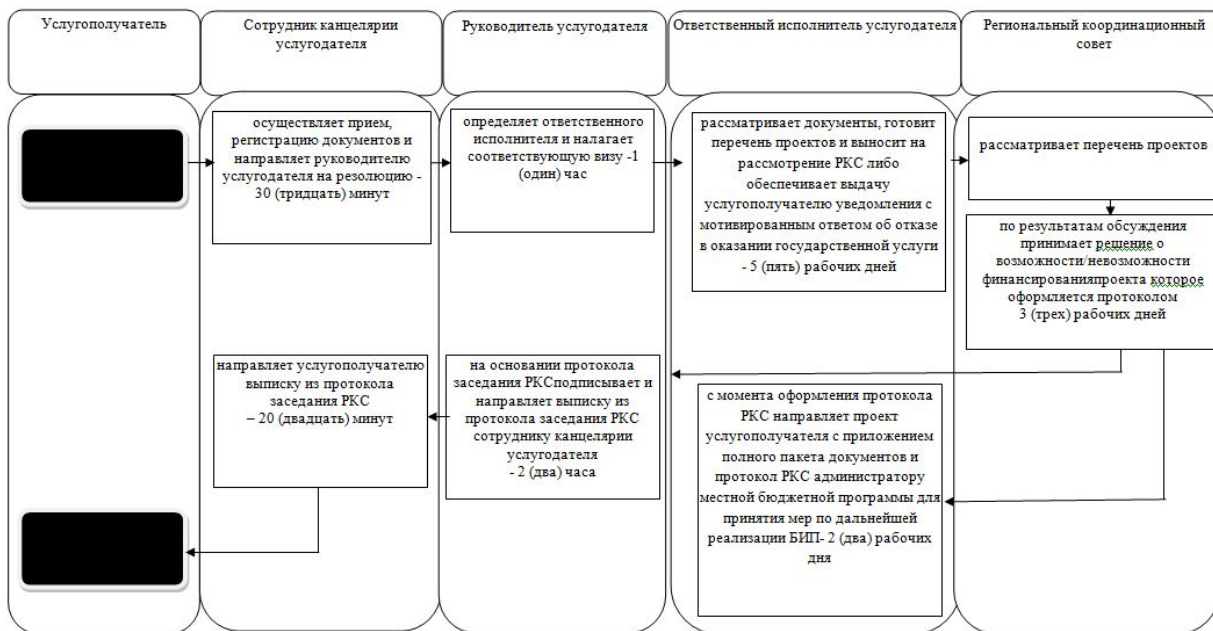 Услугополучатель
Сотрудник канцелярии
услугодателя
Руководитель услугодателя
Ответственный исполнитель услугодателя
Региональный координационный
совет
осуществляет прием,
регистрацию документов и
направляет руководителю
услугодателя на резолюцию -
30 (тридцать) минут
определяет ответственного
исполнителя и налагает
соответствующую визу -1
(один) час
рассматривает документы, готовит
перечень проектов и выносит на
рассмотрение РКС либо
обеспечивает выдачу
услугополучателю уведомления с
мотивированным ответом об отказе
в оказании государственной услуги
- 5 (пять) рабочих дней
рассматривает перечень проектов
по результатам обсуждения
принимает решение о
возможности/невозможности
финансированияпроекта которое
оформляется протоколом
3 (трех) рабочих дней
направляет услугополучателю
выписку из протокола
заседания РКС
– 20 (двадцать) минут
на основании протокола
заседания РКСподписывает и
направляет выписку из
протокола заседания РКС
сотруднику канцелярии
услугодателя
- 2 (два) часа
с момента оформления протокола
РКС направляет проект
услугополучателя с приложением
полного пакета документов и
протокол РКС администратору
местной бюджетной программы для
принятия мер по дальнейшей
реализации БИП- 2 (два) рабочих
дня